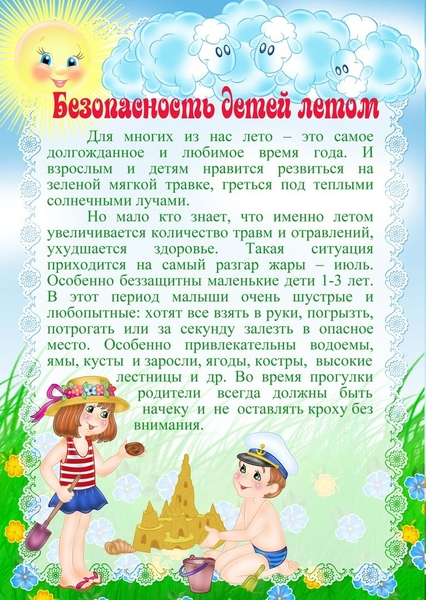 Безопасность детей летом
Для многих из нас лето – это самое
долгожданное и любимое время года. И
взрослым и детям нравится резвиться на
зеленой мягкой травке, греться под теплыми
солнечными лучами.
Но мало кто знает, что именно летом
увеличивается количество травм и отравлений,
ухудшается здоровье. Такая ситуация
приходится на самый разгар жары – июль.
Особенно беззащитны маленькие дети 1-3 лет.
В этот период малыши очень шустрые и
любопытные: хотят все взять в руки, погрызть,
потрогать или за секунду залезть в опасное
место. Особенно привлекательны водоемы,
ямы, кусты и заросли, ягоды, костры, высокие
лестницы и др. Во время прогулки
родители всегда должны быть
начеку и не оставлять кроху без
внимания.